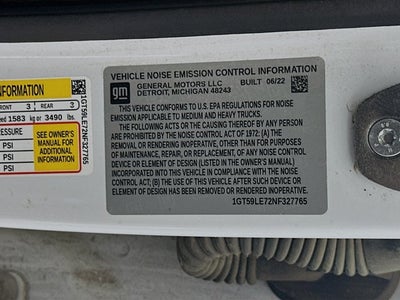 INFORMATION
FRONT 3 REAR 3
1583 kg or 3490 lbs.
PRESSURE
PSI
PSI
PSI
SEE OWNER'S
MANUAL FOR
ADDITIONAL
INFORMATION
1GT59LE72NF327765
gm
VEHICLE NOISE EMISSION CONTROL INFORMATION
GENERAL MOTORS LLC BUILT 06/22
DETROIT, MICHIGAN 48243
THIS VEHICLE CONFORMS TO U.S. EPA REGULATIONS FOR NOISE
EMISSION APPLICABLE TO MEDIUM AND HEAVY TRUCKS.
THE FOLLOWING ACTS OR THE CAUSING THEREOF BY ANY PERSON
ARE PROHIBITED BY THE NOISE CONTROL ACT OF 1972: (A) THE
REMOVAL OR RENDERING INOPERATIVE, OTHER THAN FOR PURPOSES
OF MAINTENANCE, REPAIR, OR REPLACEMENT, OF ANY NOISE CONTROL
DEVICE OR ELEMENT OF DESIGN (LISTED IN THE OWNER'S MANUAL)
INCORPORATED INTO THIS VEHICLE IN COMPLIANCE WITH THE NOISE
CONTROL ACT; (B) THE USE OF THIS VEHICLE AFTER SUCH DEVICE OR
ELEMENT OF DESIGN HAS BEEN REMOVED OR RENDERED INOPERATIVE.
1GT59LE72NF327765